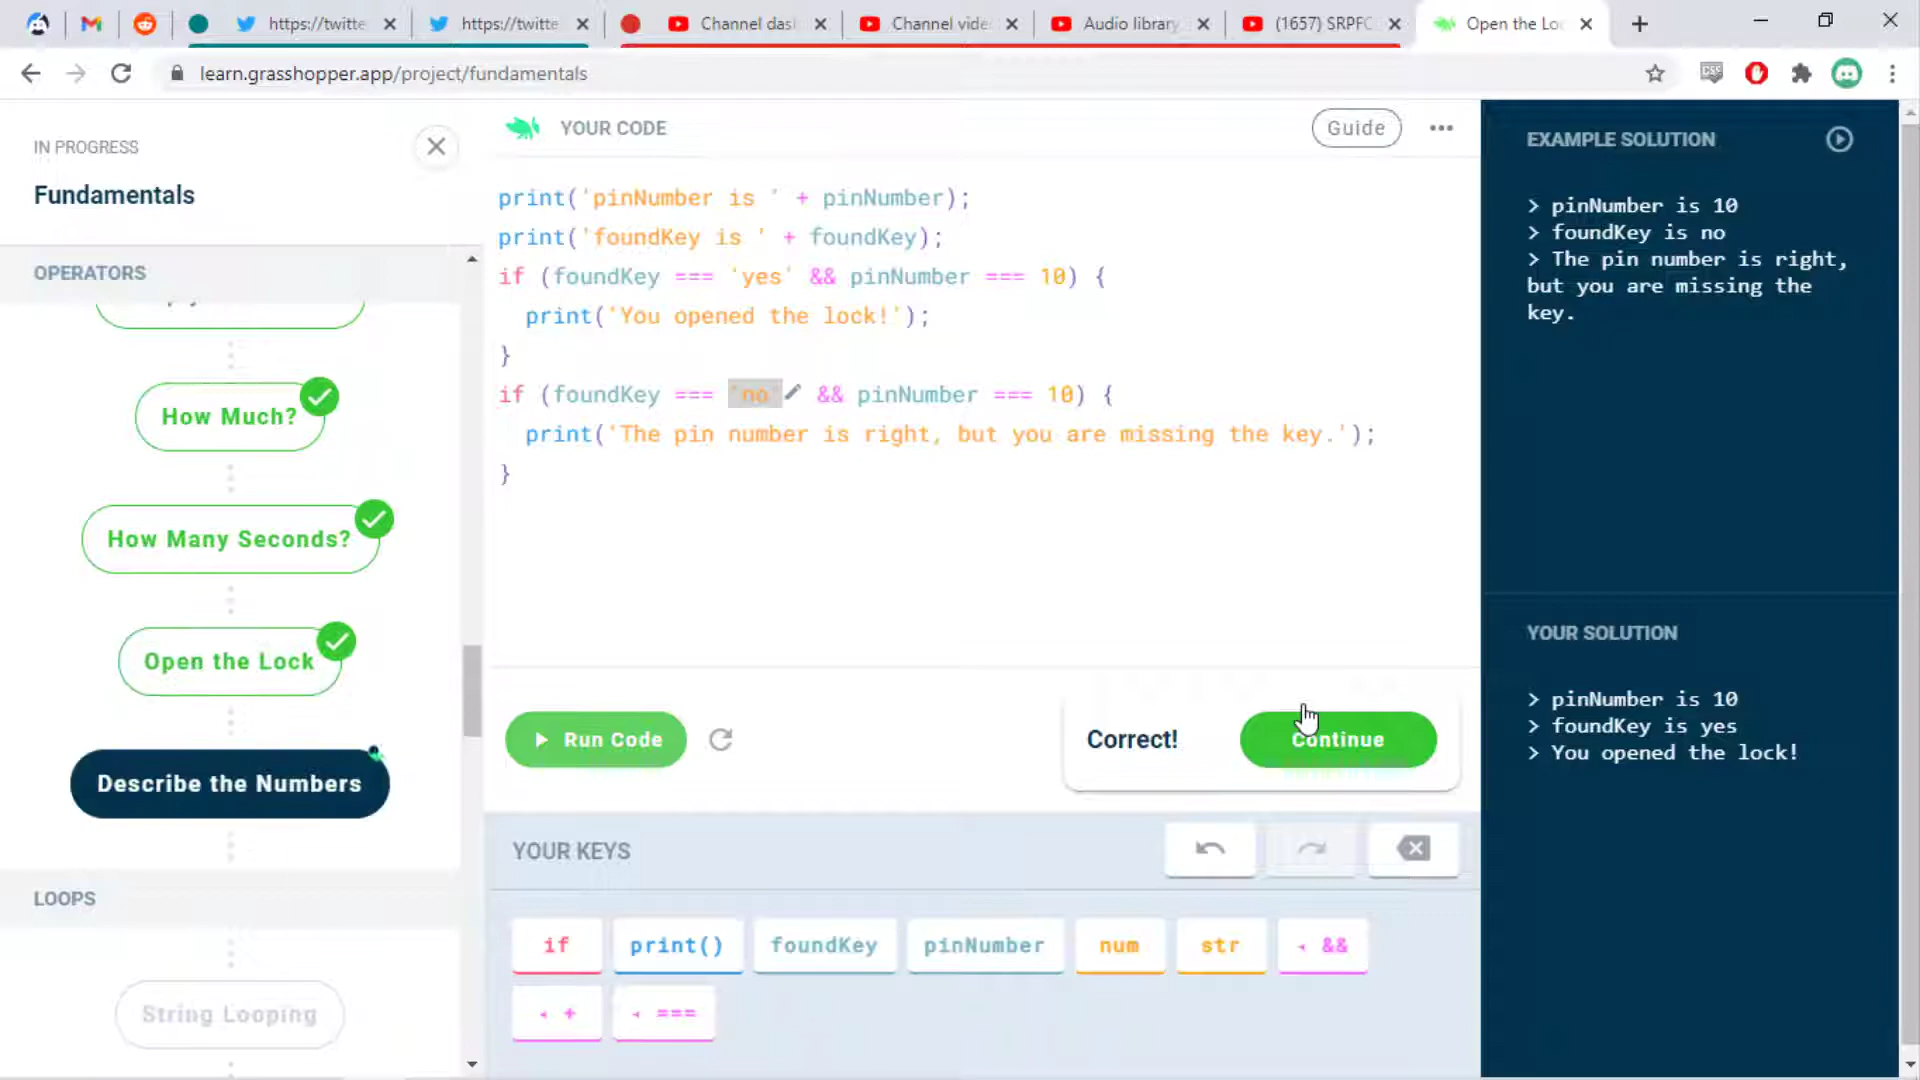 https://twitte
https://twitte
Channel das
Channel vide
Audio library
(1657) SRPFC
Open the Lo
learn.grasshopper.app/project/fundamentals
CSS
IN PROGRESS
Fundamentals
OPERATORS
How Much?
How Many Seconds?
Open the Lock
Describe the Numbers
LOOPS
String Looping
YOUR CODE
Guide
print('pinNumber is ' + pinNumber);
print('foundKey is ' + foundKey);
if (foundKey === 'yes' && pinNumber === 10) {
print('You opened the lock!');
}
if (foundKey === 'no' && pinNumber === 10) {
print('The pin number is right, but you are missing the key.');
}
Run Code
Correct!
Continue
YOUR KEYS
if
print()
foundKey
pinNumber
num
str
&&
+
===
EXAMPLE SOLUTION
> pinNumber is 10
> foundKey is no
> The pin number is right,
but you are missing the
key.
YOUR SOLUTION
> pinNumber is 10
> foundKey is yes
> You opened the lock!